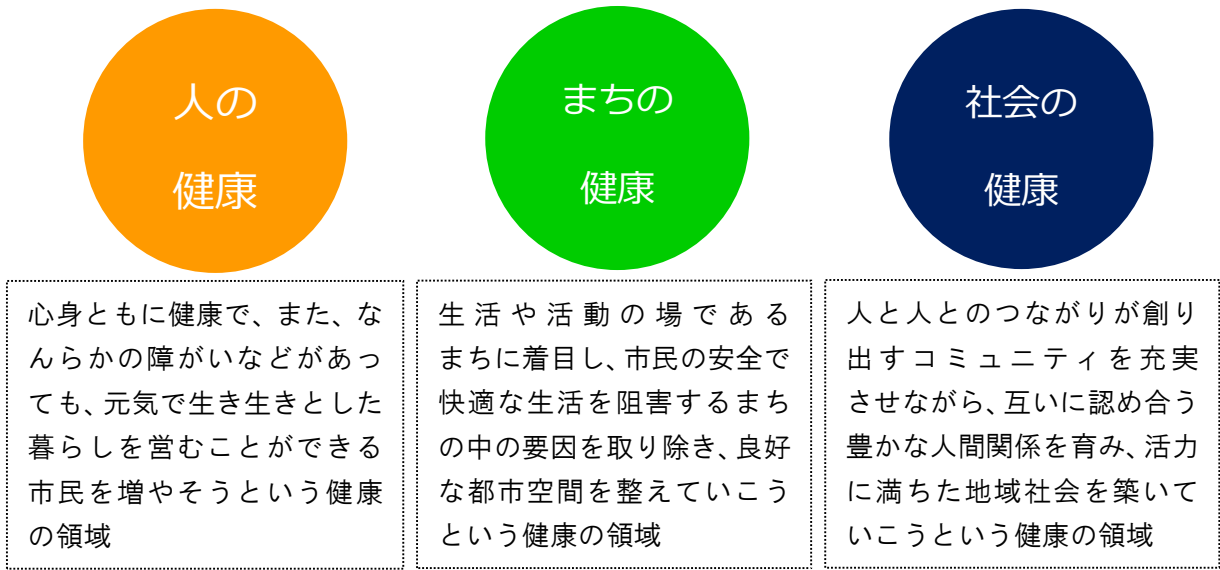 人の
健康
心身ともに健康で、また、な
んらかの障がいなどがあっ
ても、元気で生き生きとした
暮らしを営むことができる
市民を増やそうという健康
の領域
まちの
健康
生活や活動の場である
まちに着目し、市民の安全で
快適な生活を阻害するまち
の中の要因を取り除き、良好
な都市空間を整えていこう
という健康の領域
社会の
健康
人と人とのつながりが創り
出すコミュニティを充実
させながら、互いに認め合う
豊かな人間関係を育み、活力
に満ちた地域社会を築いて
いこうという健康の領域